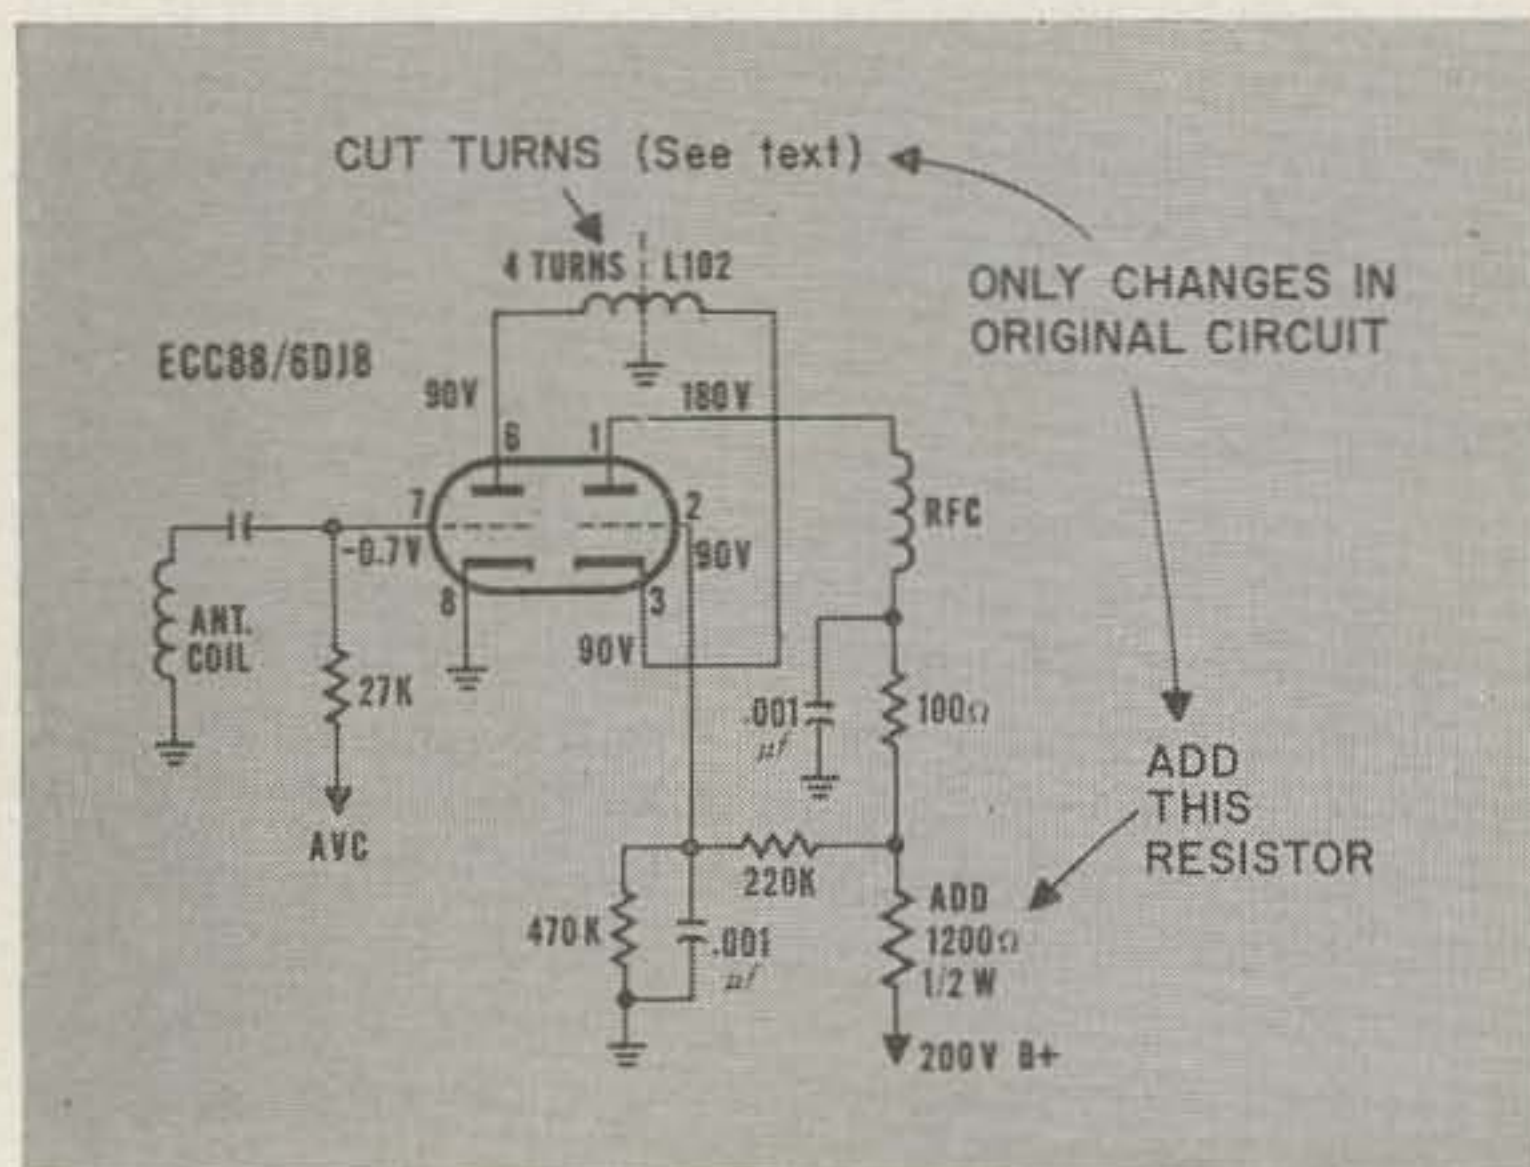 CUT TURNS (See text)
4 TURNS L102
ONLY CHANGES IN
ORIGINAL CIRCUIT
ECC88/6DJ8
90V
180V
6
1
7
2
-0.7V
90V
RFC
8
3
ANT.
COIL
90V
27K
.001
µf
100Ω
ADD
THIS
RESISTOR
AVC
220K
470K
.001
µf
ADD
1200Ω
1/2 W
200V B+